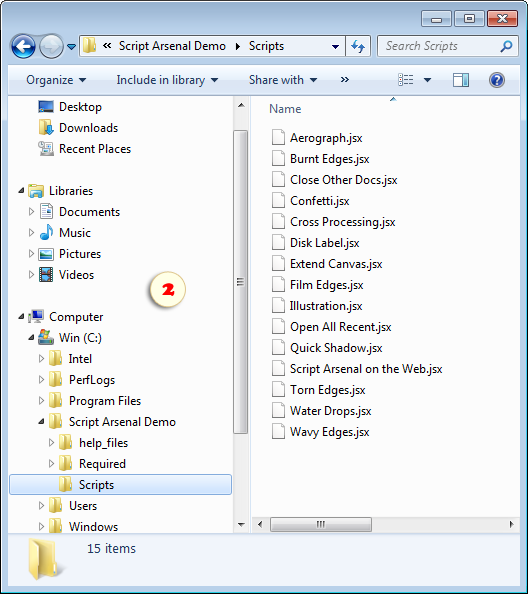 « Script Arsenal Demo Scripts Search Scripts
Organize Include in library Share with »
Desktop
Downloads
Recent Places
Libraries
Documents
Music
Pictures
Videos
2
Computer
Win (C:)
Intel
PerfLogs
Program Files
Script Arsenal Demo
help_files
Required
Scripts
Users
Windows
Name
Aerograph.jsx
Burnt Edges.jsx
Close Other Docs.jsx
Confetti.jsx
Cross Processing.jsx
Disk Label.jsx
Extend Canvas.jsx
Film Edges.jsx
Illustration.jsx
Open All Recent.jsx
Quick Shadow.jsx
Script Arsenal on the Web.jsx
Torn Edges.jsx
Water Drops.jsx
Wavy Edges.jsx
15 items